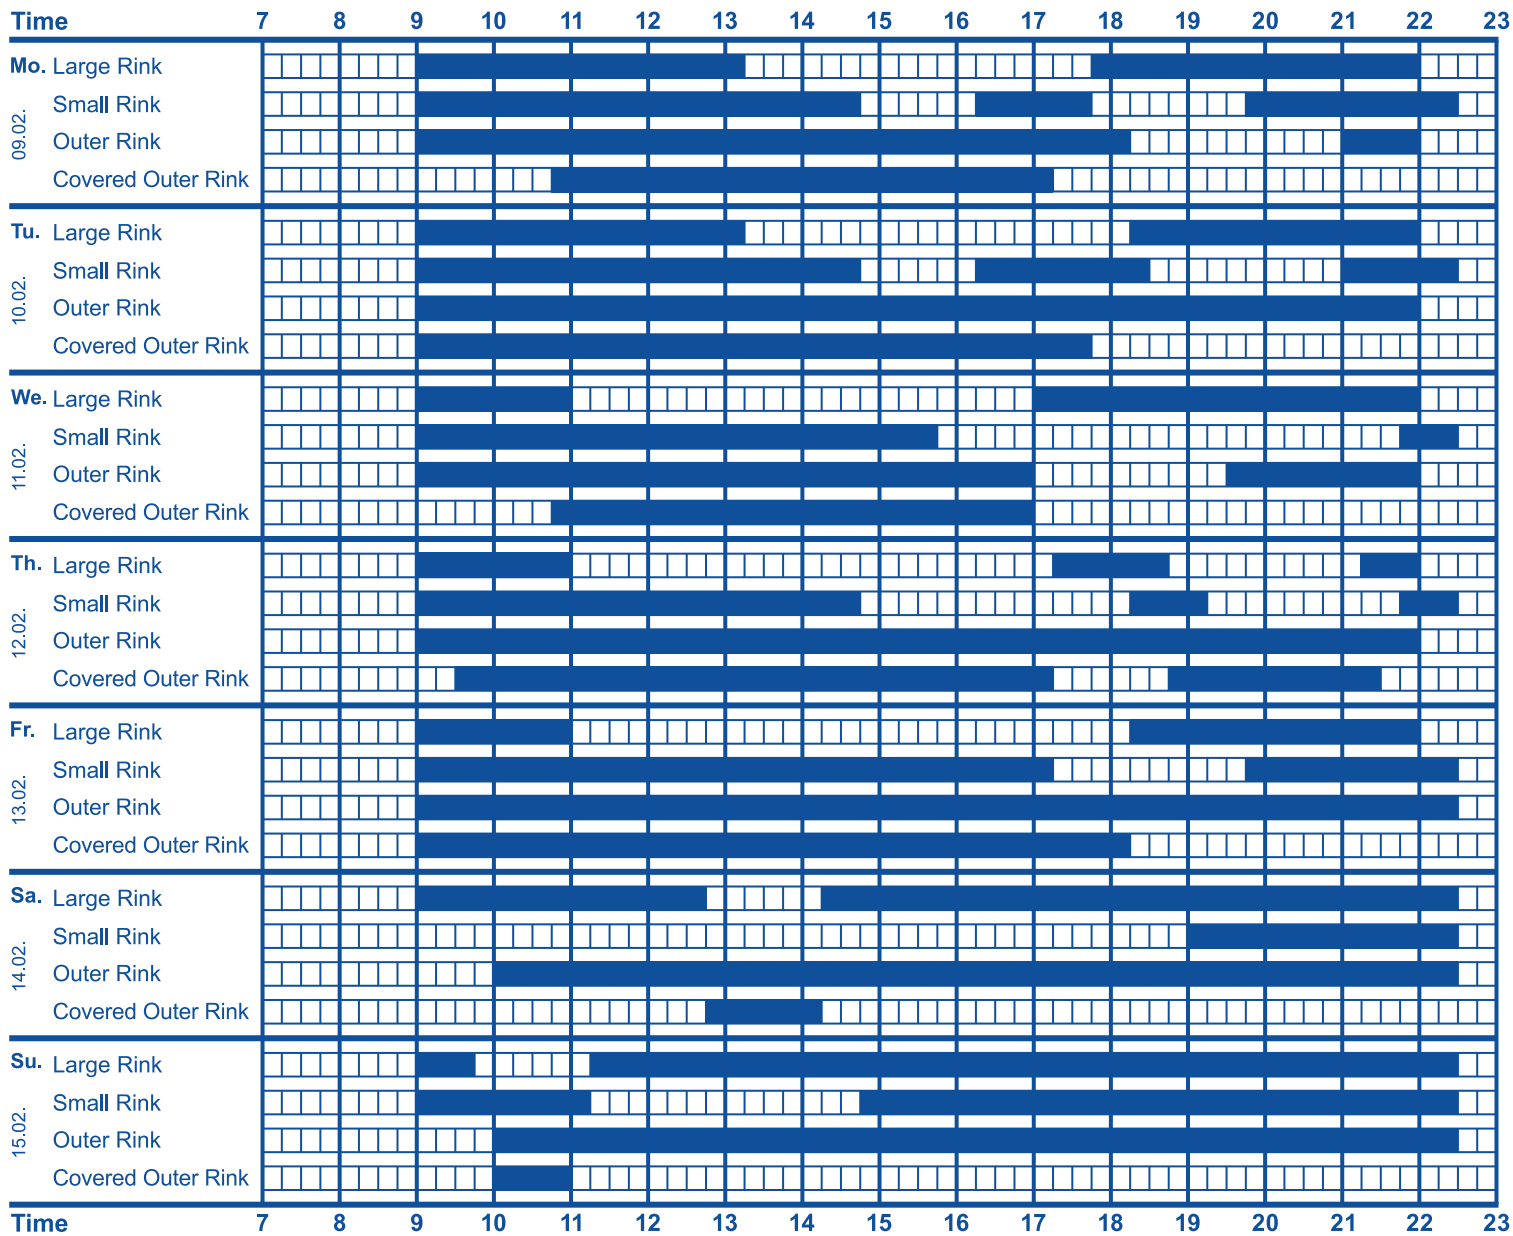 Time 7 8 9 10 11 12 13 14 15 16 17 18 19 20 21 22 23
Mo. Large Rink
Small Rink
09.02.
Outer Rink
Covered Outer Rink
Tu. Large Rink
Small Rink
10.02.
Outer Rink
Covered Outer Rink
We. Large Rink
Small Rink
11.02.
Outer Rink
Covered Outer Rink
Th. Large Rink
Small Rink
12.02.
Outer Rink
Covered Outer Rink
Fr. Large Rink
Small Rink
13.02.
Outer Rink
Covered Outer Rink
Sa. Large Rink
Small Rink
14.02.
Outer Rink
Covered Outer Rink
Su. Large Rink
Small Rink
15.02.
Outer Rink
Covered Outer Rink
Time 7 8 9 10 11 12 13 14 15 16 17 18 19 20 21 22 23